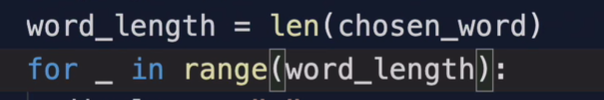 word_length = len(chosen_word)
for _ in range(word_length):